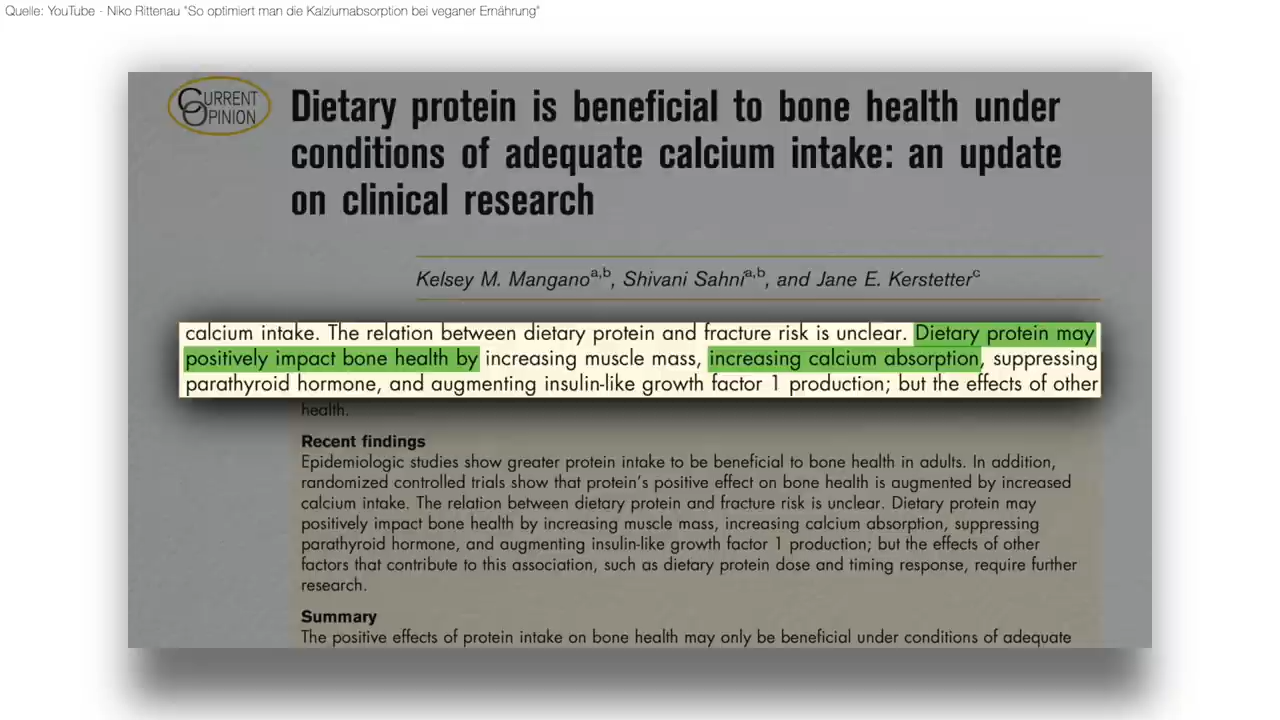 Quelle: YouTube - Niko Rittenau "So optimiert man die Kalziumabsorption bei veganer Ernährung"
CURRENT
OPINION
Dietary protein is beneficial to bone health under
conditions of adequate calcium intake: an update
on clinical research
Kelsey M. Mangano a,b, Shivani Sahni a,b, and Jane E. Kerstetter c
calcium intake. The relation between dietary protein and fracture risk is unclear. Dietary protein may
positively impact bone health by increasing muscle mass, increasing calcium absorption, suppressing
parathyroid hormone, and augmenting insulin-like growth factor 1 production; but the effects of other
health.
Recent findings
Epidemiologic studies show greater protein intake to be beneficial to bone health in adults. In addition,
randomized controlled trials show that protein's positive effect on bone health is augmented by increased
calcium intake. The relation between dietary protein and fracture risk is unclear. Dietary protein may
positively impact bone health by increasing muscle mass, increasing calcium absorption, suppressing
parathyroid hormone, and augmenting insulin-like growth factor 1 production; but the effects of other
factors that contribute to this association, such as dietary protein dose and timing response, require further
research.
Summary
The positive effects of protein intake on bone health may only be beneficial under conditions of adequate